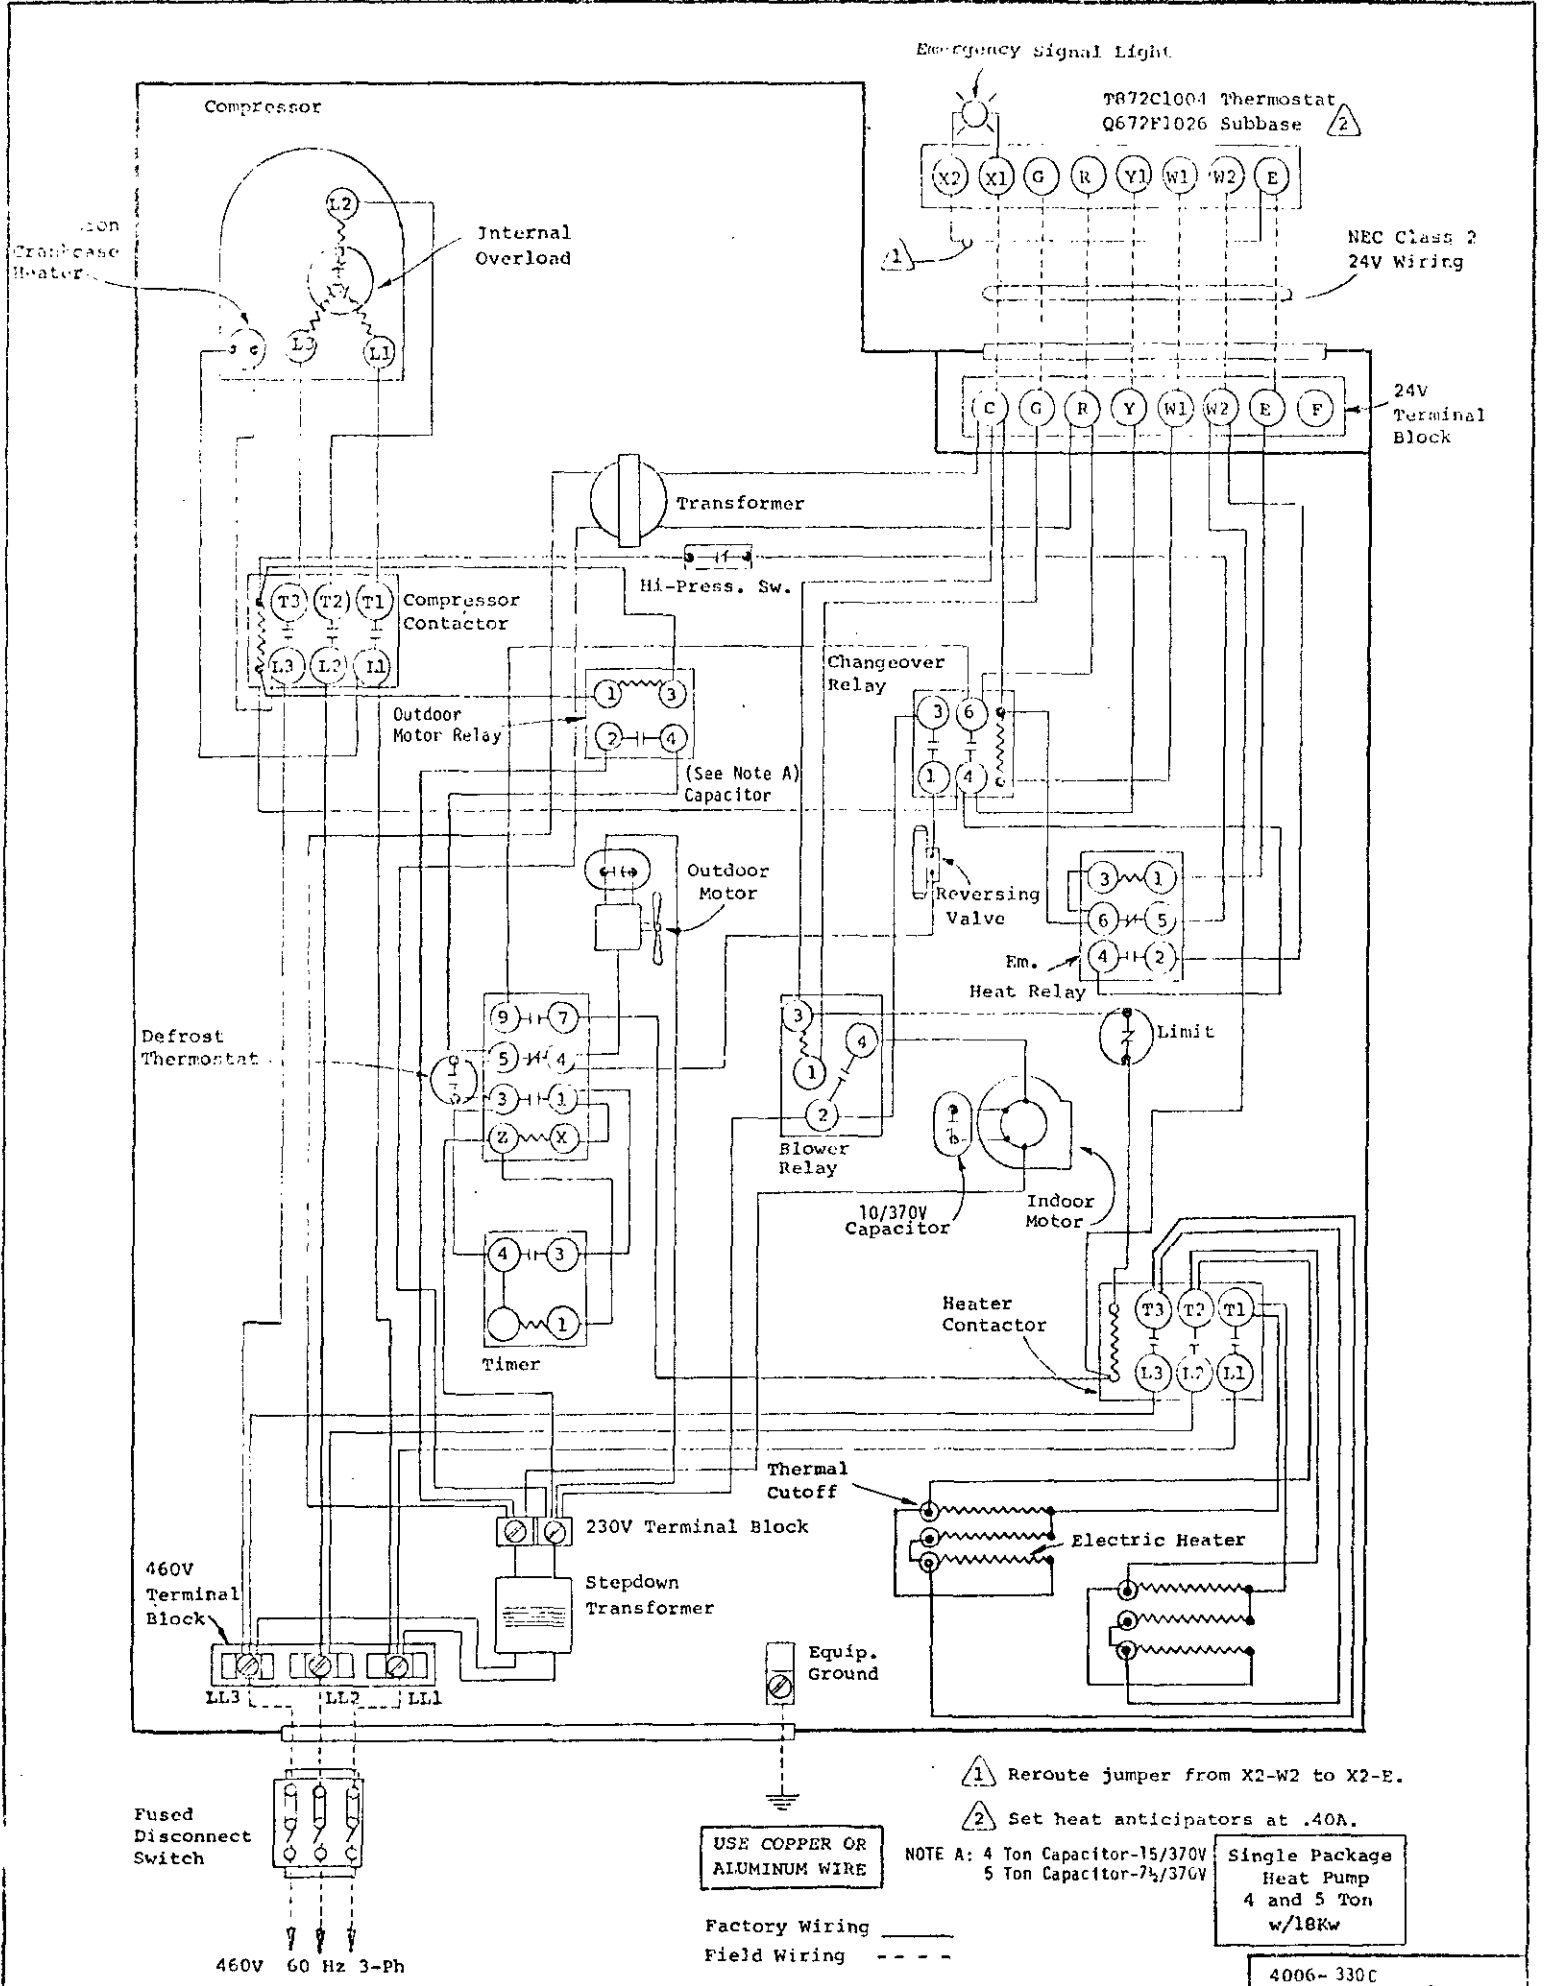 Emergency Signal Light
Compressor
T872C1004 Thermostat
Q672F1026 Subbase
2
X2 X1 G R Y1 W1 W2 E
L2
Crankcase
Heater
Internal
Overload
1
NEC Class 2
24V Wiring
L3 L1
C G R Y W1 W2 E F
24V
Terminal
Block
Transformer
Hi-Press. Sw.
T3 T2 T1
Compressor
Contactor
L3 L2 L1
Changeover
Relay
1 3
2 4
Outdoor
Motor Relay
3 6
1 4
(See Note A)
Capacitor
Outdoor
Motor
Reversing
Valve
3 1
6 5
4 2
Em.
Heat Relay
9 7
5 4
3 1
Z X
Defrost
Thermostat
3
4
1
2
Limit
Blower
Relay
10/370V
Capacitor
Indoor
Motor
4 3
1
Timer
Heater
Contactor
T3 T2 T1
L3 L2 L1
Thermal
Cutoff
Electric Heater
230V Terminal Block
460V
Terminal
Block
Stepdown
Transformer
Equip.
Ground
LL3 LL2 LL1
Fused
Disconnect
Switch
460V 60 Hz 3-Ph
1 Reroute jumper from X2-W2 to X2-E.
2 Set heat anticipators at .40A.
USE COPPER OR
ALUMINUM WIRE
NOTE A: 4 Ton Capacitor-15/370V
5 Ton Capacitor-7½/370V
Single Package
Heat Pump
4 and 5 Ton
w/18Kw
Factory Wiring
Field Wiring
4006-330C